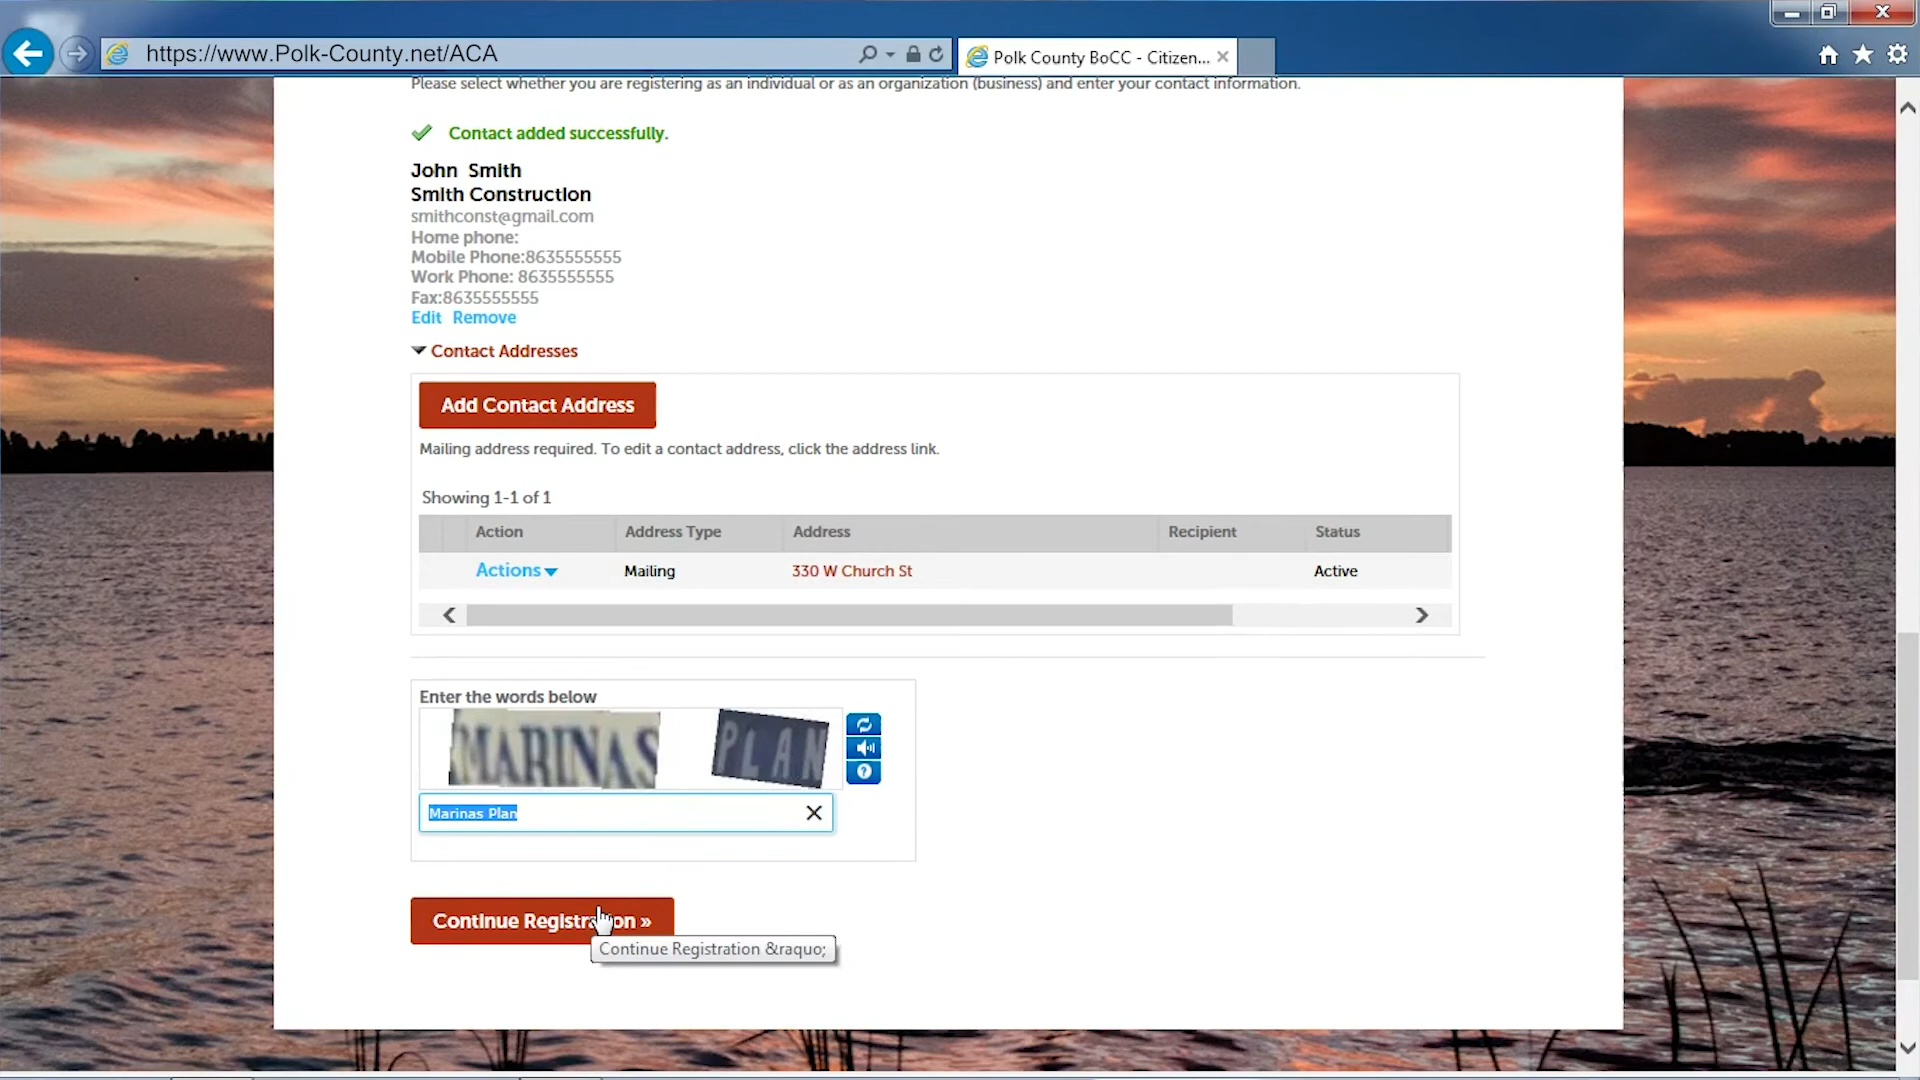 https://www.Polk-County.net/ACA
Polk County BoCC - Citizen...
Please select whether you are registering as an individual or as an organization (business) and enter your contact information.
Contact added successfully.
John Smith
Smith Construction
smithconst@gmail.com
Home phone:
Mobile Phone:8635555555
Work Phone: 8635555555
Fax:8635555555
Edit Remove
Contact Addresses
Add Contact Address
Mailing address required. To edit a contact address, click the address link.
Showing 1-1 of 1
Action Address Type Address Recipient Status
Actions Mailing 330 W Church St Active
Enter the words below
MARINAS PLAN
Marinas Plan
Continue Registration »
Continue Registration &raquo;